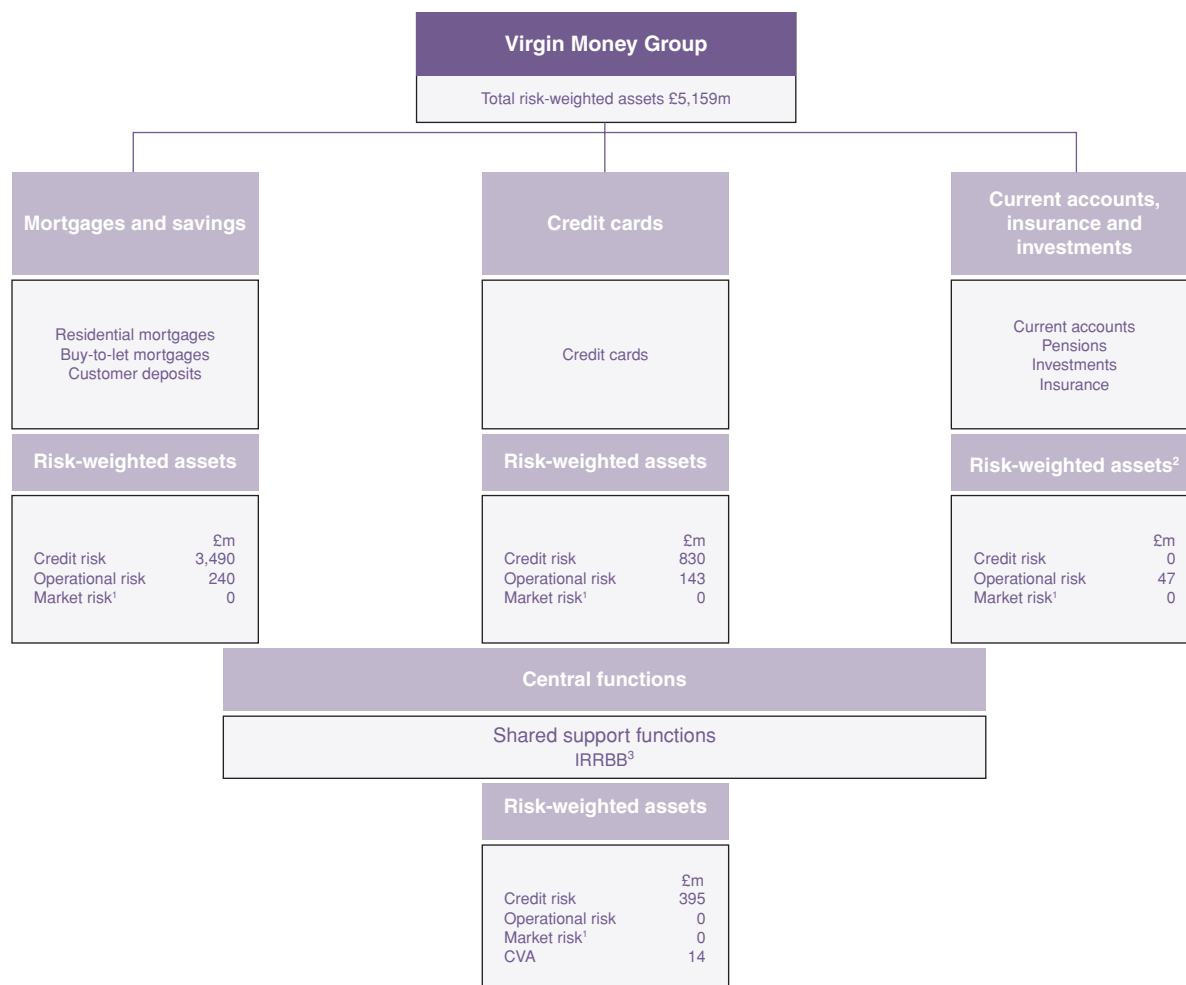 Virgin Money Group
Total risk-weighted assets £5,159m
Mortgages and savings
Residential mortgages
Buy-to-let mortgages
Customer deposits
Risk-weighted assets
£m
Credit risk 3,490
Operational risk 240
Market risk¹ 0
Credit cards
Credit cards
Risk-weighted assets
£m
Credit risk 830
Operational risk 143
Market risk¹ 0
Current accounts,
insurance and
investments
Current accounts
Pensions
Investments
Insurance
Risk-weighted assets²
£m
Credit risk 0
Operational risk 47
Market risk¹ 0
Central functions
Shared support functions
IRRBB³
Risk-weighted assets
£m
Credit risk 395
Operational risk 0
Market risk¹ 0
CVA 14